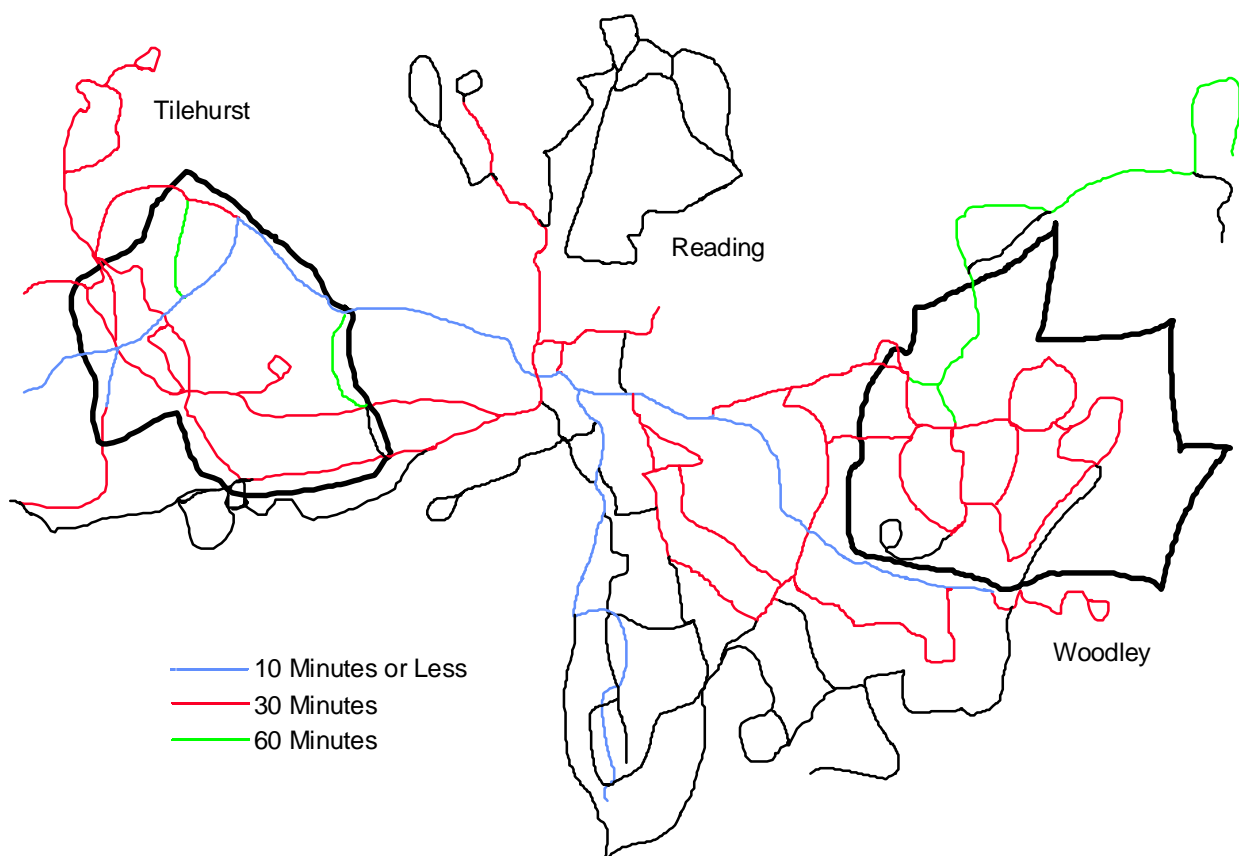 Tilehurst
Reading
Woodley
10 Minutes or Less
30 Minutes
60 Minutes